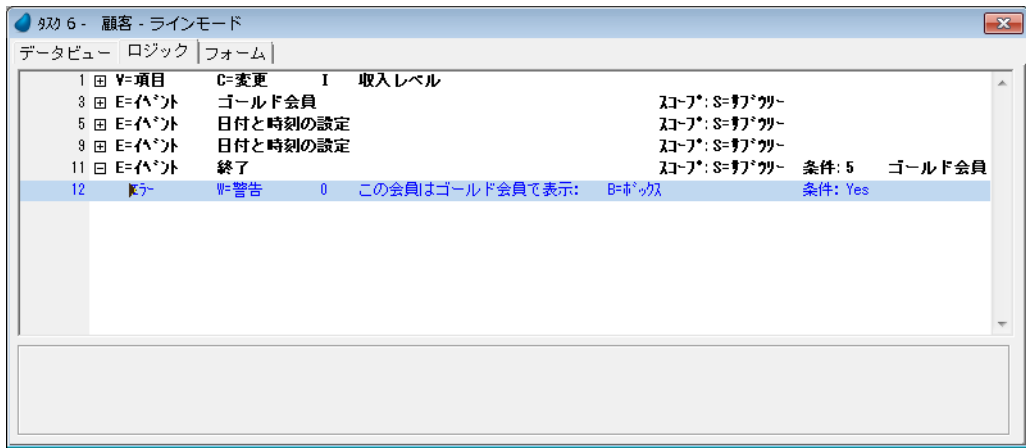 ﾀｽｸ 6 - 顧客 - ラインモード
データビュー ロジック フォーム
1 V=項目 C=変更 I 収入レベル
3 E=ｲﾍﾞﾝﾄ ゴールド会員 ｽｺｰﾌﾟ: S=ｻﾌﾞﾂﾘｰ
5 E=ｲﾍﾞﾝﾄ 日付と時刻の設定 ｽｺｰﾌﾟ: S=ｻﾌﾞﾂﾘｰ
9 E=ｲﾍﾞﾝﾄ 日付と時刻の設定 ｽｺｰﾌﾟ: S=ｻﾌﾞﾂﾘｰ
11 E=ｲﾍﾞﾝﾄ 終了 ｽｺｰﾌﾟ: S=ｻﾌﾞﾂﾘｰ 条件: 5 ゴールド会員
12 ｴﾗｰ W=警告 0 この会員はゴールド会員で表示: B=ﾎﾞｯｸｽ 条件: Yes